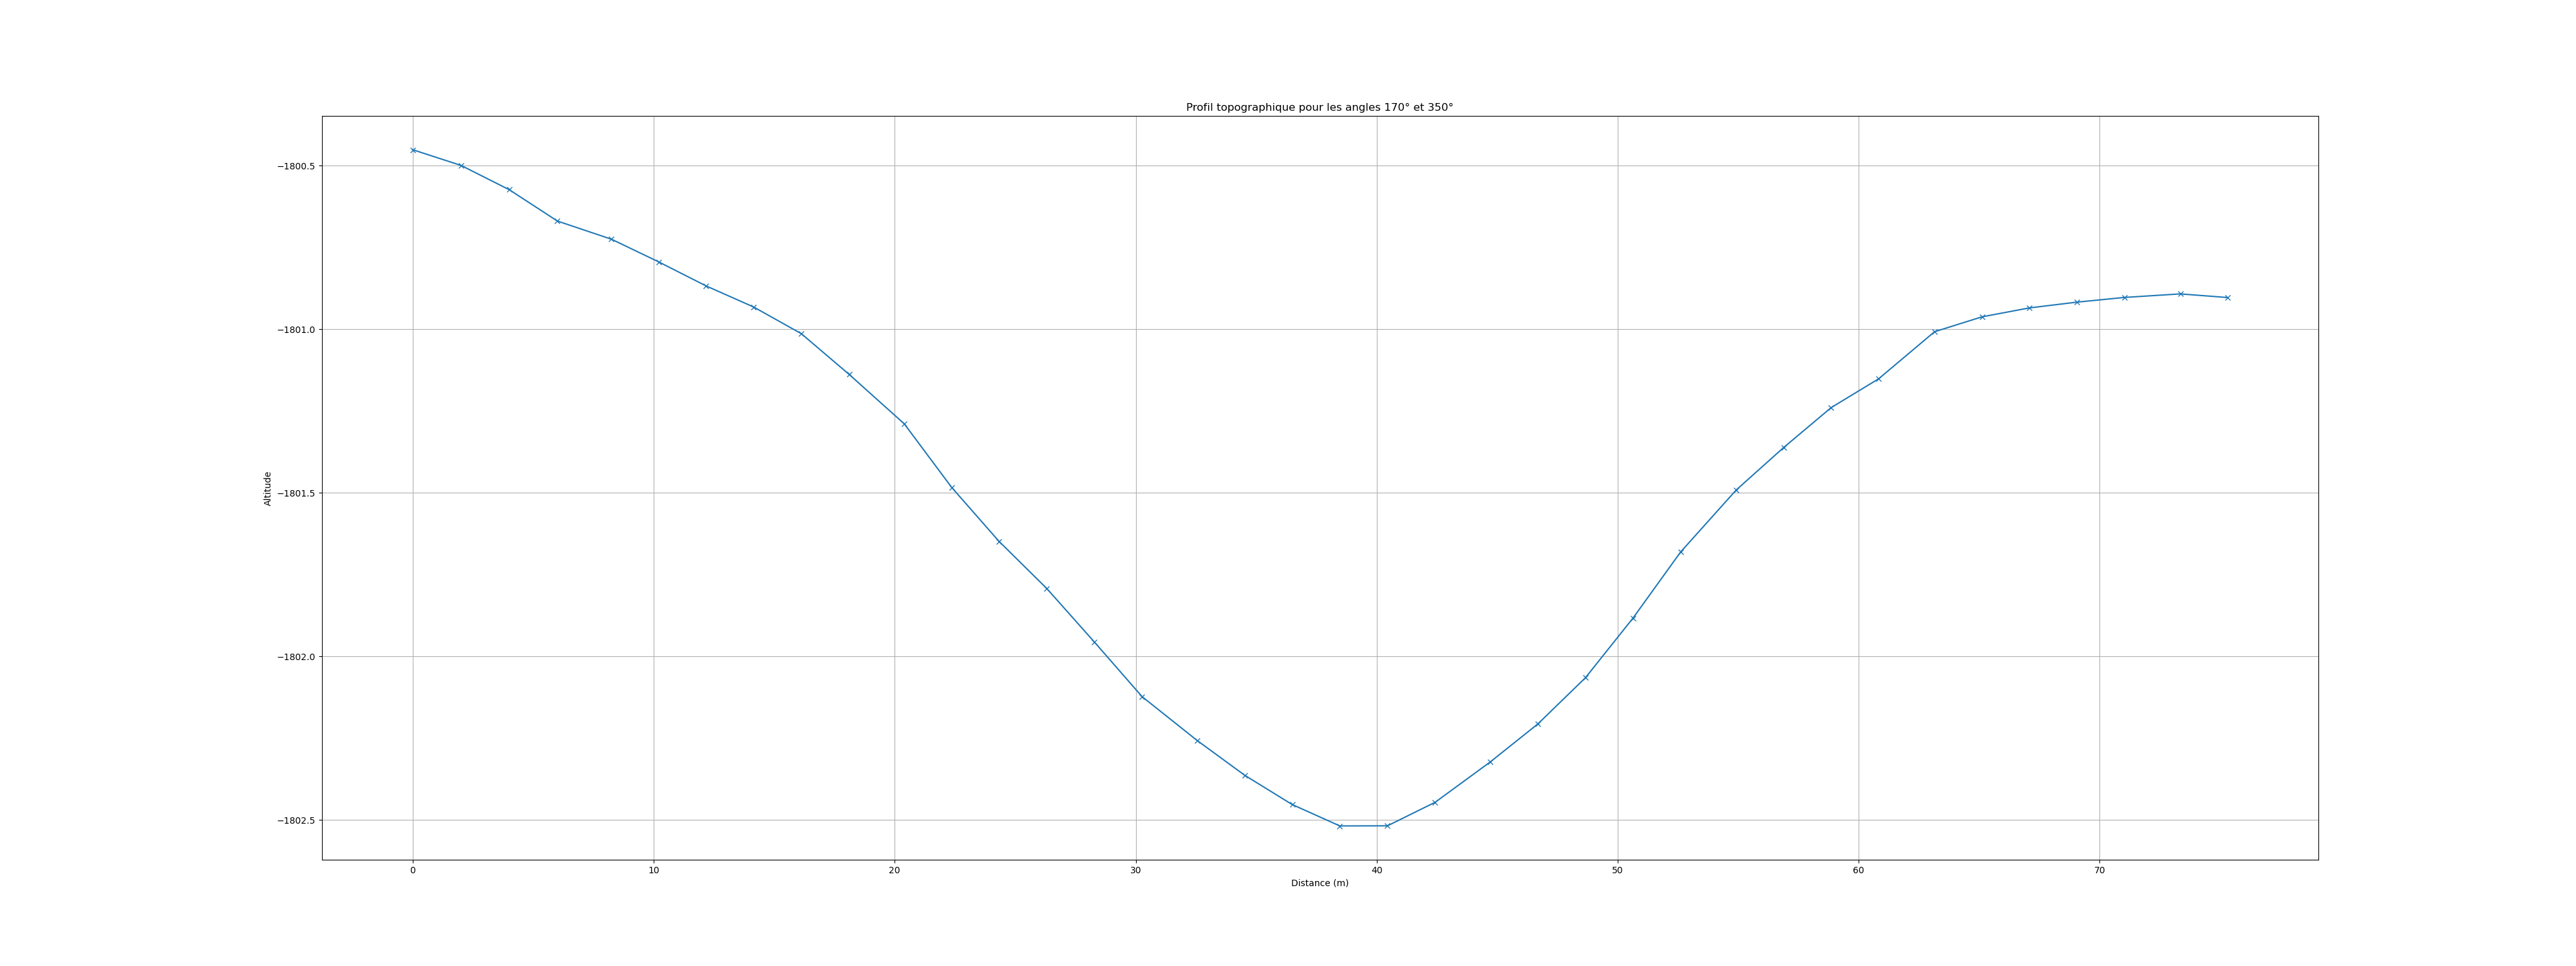 Profil topographique pour les angles 170° et 350°
Altitude
−1800.5
−1801.0
−1801.5
−1802.0
−1802.5
0 10 20 30 40 50 60 70
Distance (m)